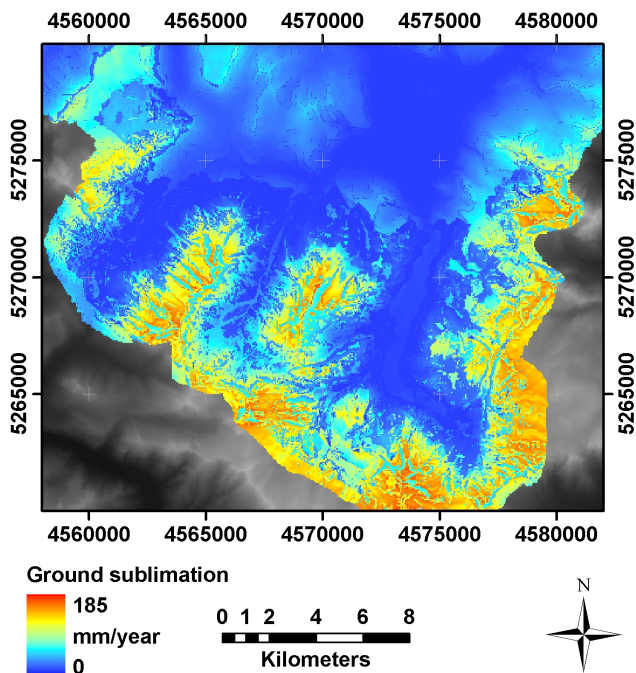 4560000 4565000 4570000 4575000 4580000
5275000 5275000
5270000 5270000
5265000 5265000
4560000 4565000 4570000 4575000 4580000
Ground sublimation
185
mm/year
0
0 1 2 4 6 8
Kilometers
N